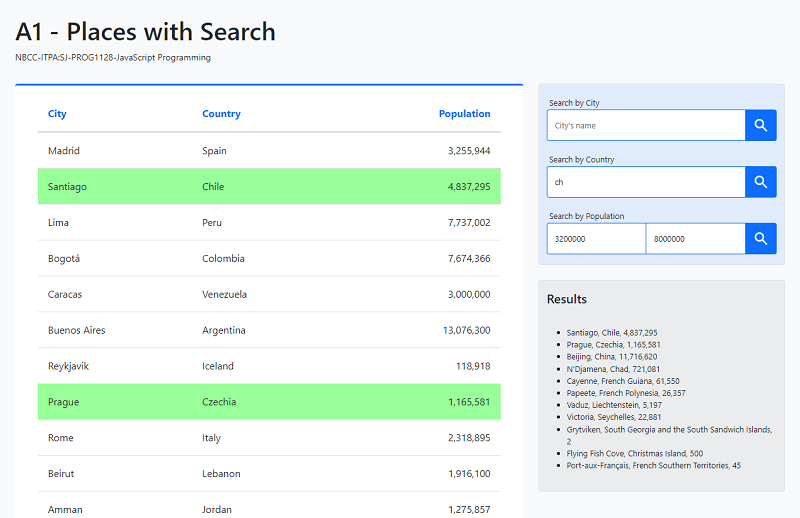 A1 - Places with Search
NBCC-ITPA:SJ-PROG1128-JavaScript Programming
City Country Population
Madrid Spain 3,255,944
Santiago Chile 4,837,295
Lima Peru 7,737,002
Bogotá Colombia 7,674,366
Caracas Venezuela 3,000,000
Buenos Aires Argentina 13,076,300
Reykjavik Iceland 118,918
Prague Czechia 1,165,581
Rome Italy 2,318,895
Beirut Lebanon 1,916,100
Amman Jordan 1,275,857
Search by City
City's name
Search by Country
ch
Search by Population
3200000 8000000
Results
Santiago, Chile, 4,837,295
Prague, Czechia, 1,165,581
Beijing, China, 11,716,620
N'Djamena, Chad, 721,081
Cayenne, French Guiana, 61,550
Papeete, French Polynesia, 26,357
Vaduz, Liechtenstein, 5,197
Victoria, Seychelles, 22,881
Grytviken, South Georgia and the South Sandwich Islands,
2
Flying Fish Cove, Christmas Island, 500
Port-aux-Français, French Southern Territories, 45